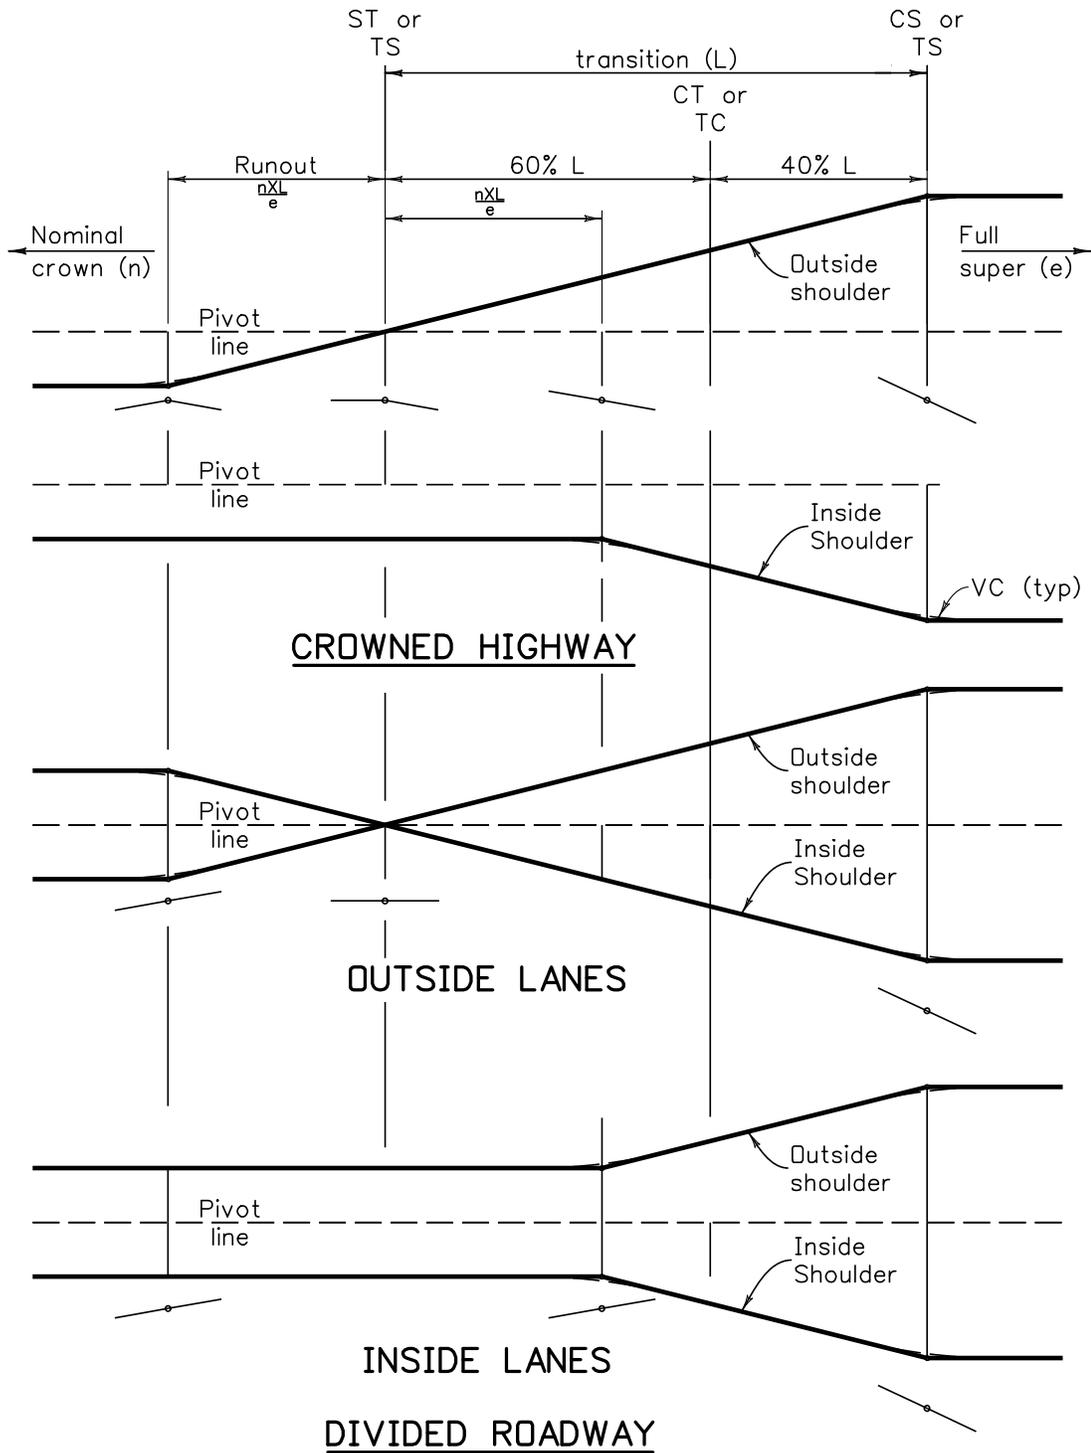 ST or
TS
CS or
TS
transition (L)
CT or
TC
Runout
nXL
e
60% L
40% L
nXL
e
Nominal
crown (n)
Full
super (e)
Outside
shoulder
Pivot
line
Pivot
line
Inside
Shoulder
VC (typ)
CROWNED HIGHWAY
Outside
shoulder
Pivot
line
Inside
Shoulder
OUTSIDE LANES
Outside
shoulder
Pivot
line
Inside
Shoulder
INSIDE LANES
DIVIDED ROADWAY